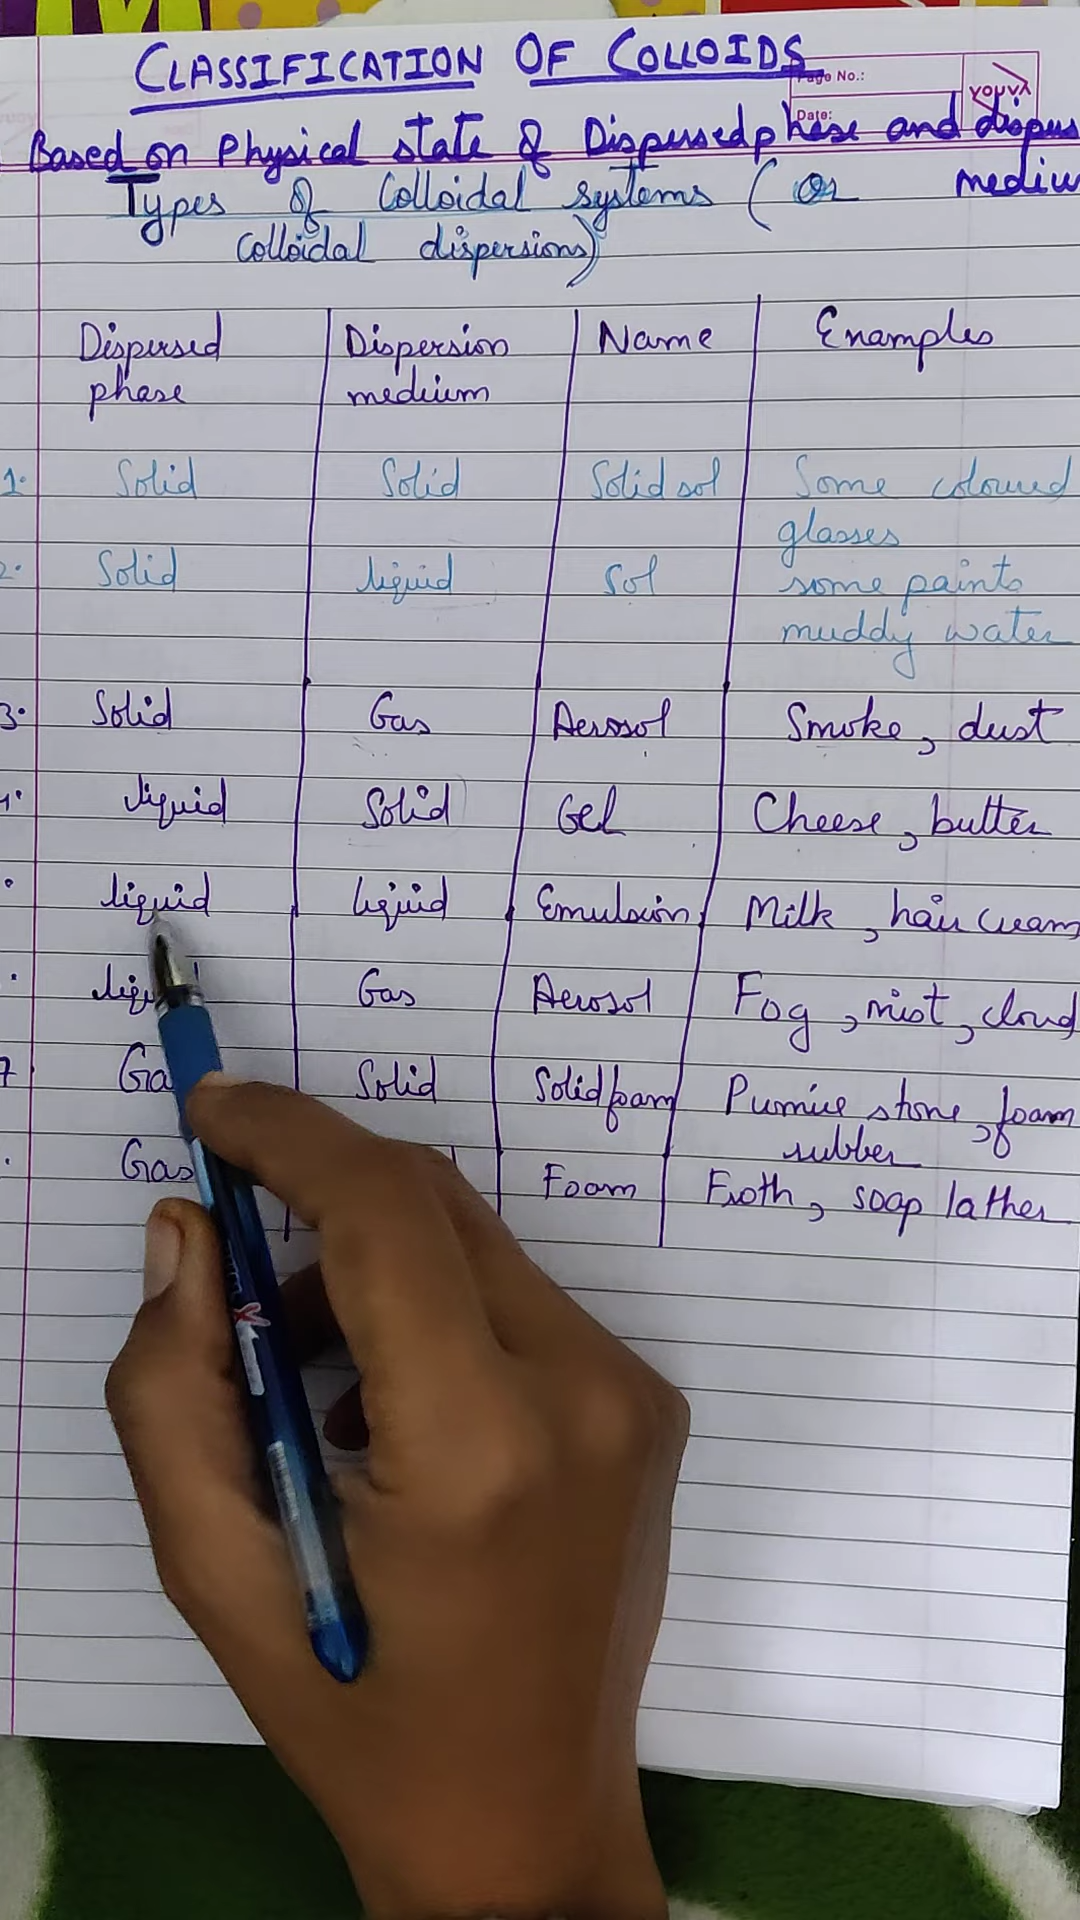 CLASSIFICATION OF COLLOIDS
Page No.:
Date:
YOUVA
Based on Physical state of Dispersed phase and
Types of Colloidal systems (or
Colloidal dispersions)
Dispersed phase Dispersion medium Name Examples
1. Solid Solid Solid sol Some coloured
glasses
2. Solid liquid Sol some paints
muddy water
3. Solid Gas Aerosol Smoke, dust
liquid Solid Gel Cheese, butter
liquid liquid Emulsion Milk, hair cream
Gas Aerosol Fog, mist, cloud
7 Solid Solid foam Pumice stone, foam
rubber
Gas Foam Froth, soap lather